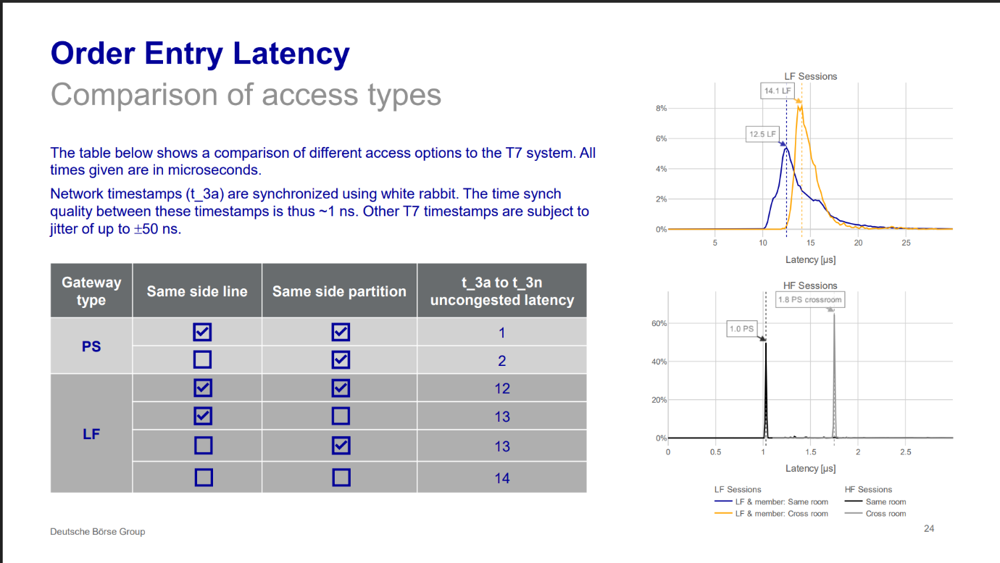 Order Entry Latency
Comparison of access types
The table below shows a comparison of different access options to the T7 system. All
times given are in microseconds.
Network timestamps (t_3a) are synchronized using white rabbit. The time synch
quality between these timestamps is thus ~1 ns. Other T7 timestamps are subject to
jitter of up to ±50 ns.
Gateway type Same side line Same side partition t_3a to t_3n uncongested latency
PS
☑ ☑ 1
☐ ☑ 2
LF
☑ ☑ 12
☑ ☐ 13
☐ ☑ 13
☐ ☐ 14
LF Sessions
14.1 LF
12.5 LF
8%
6%
4%
2%
0%
5 10 15 20 25
Latency [µs]
HF Sessions
1.8 PS crossroom
1.0 PS
60%
40%
20%
0%
0 0.5 1 1.5 2 2.5
Latency [µs]
LF Sessions HF Sessions
LF & member: Same room Same room
LF & member: Cross room Cross room
Deutsche Börse Group
24